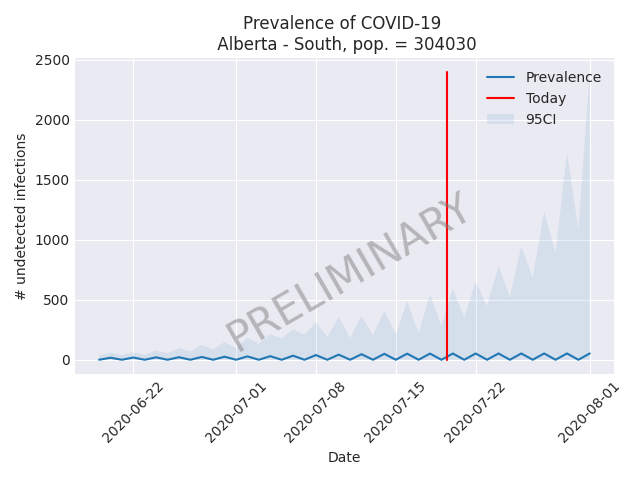 Prevalence of COVID-19
Alberta - South, pop. = 304030
2500
2000
1500
1000
500
0
# undetected infections
Prevalence
Today
95CI
PRELIMINARY
2020-06-22
2020-07-01
2020-07-08
2020-07-15
2020-07-22
2020-08-01
Date